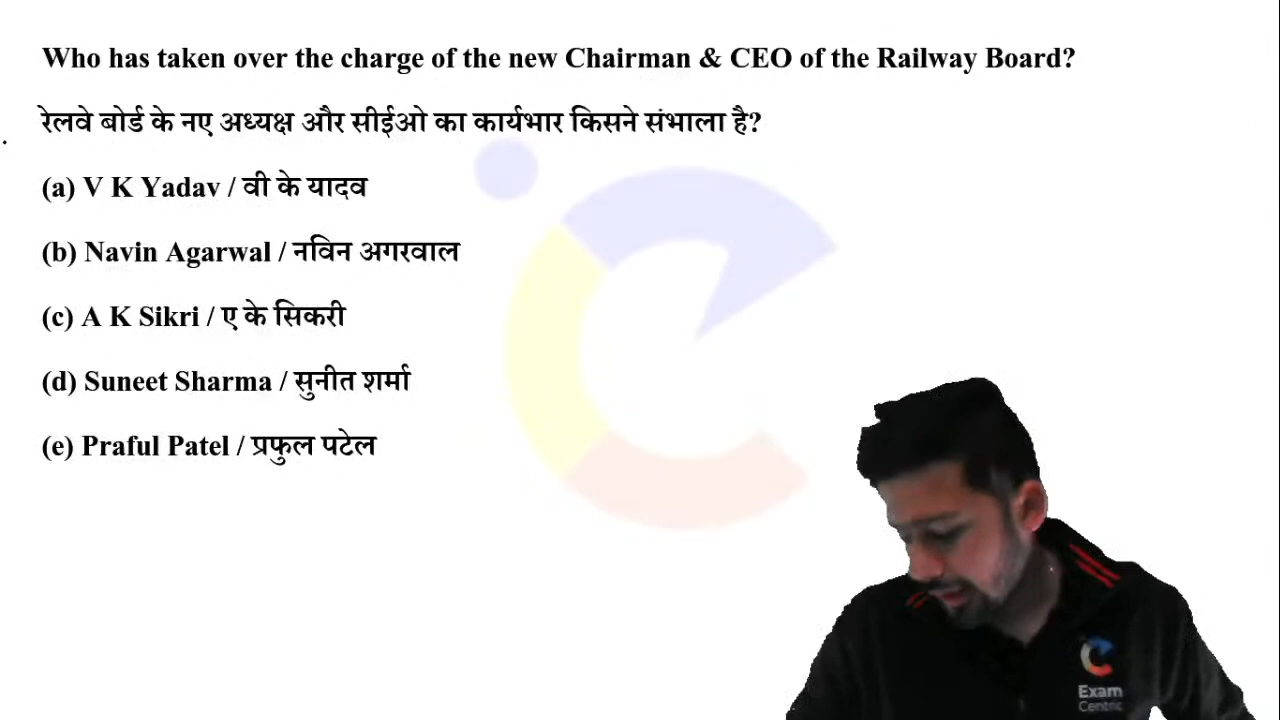 Who has taken over the charge of the new Chairman & CEO of the Railway Board?
रेलवे बोर्ड के नए अध्यक्ष और सीईओ का कार्यभार किसने संभाला है?
(a) V K Yadav / वी के यादव
(b) Navin Agarwal / नविन अगरवाल
(c) A K Sikri / ए के सिकरी
(d) Suneet Sharma / सुनीत शर्मा
(e) Praful Patel / प्रफुल पटेल
Exam
Centric